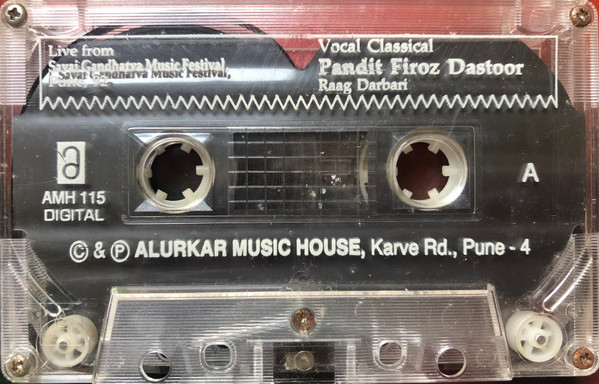 Live from
Savai Gandharva Music Festival,
Savai Gandharva Music Festival,
Pune,
Vocal Classical
Pandit Firoz Dastoor
Raag Darbari
a
AMH 115
DIGITAL
A
© & ℗ ALURKAR MUSIC HOUSE, Karve Rd., Pune - 4